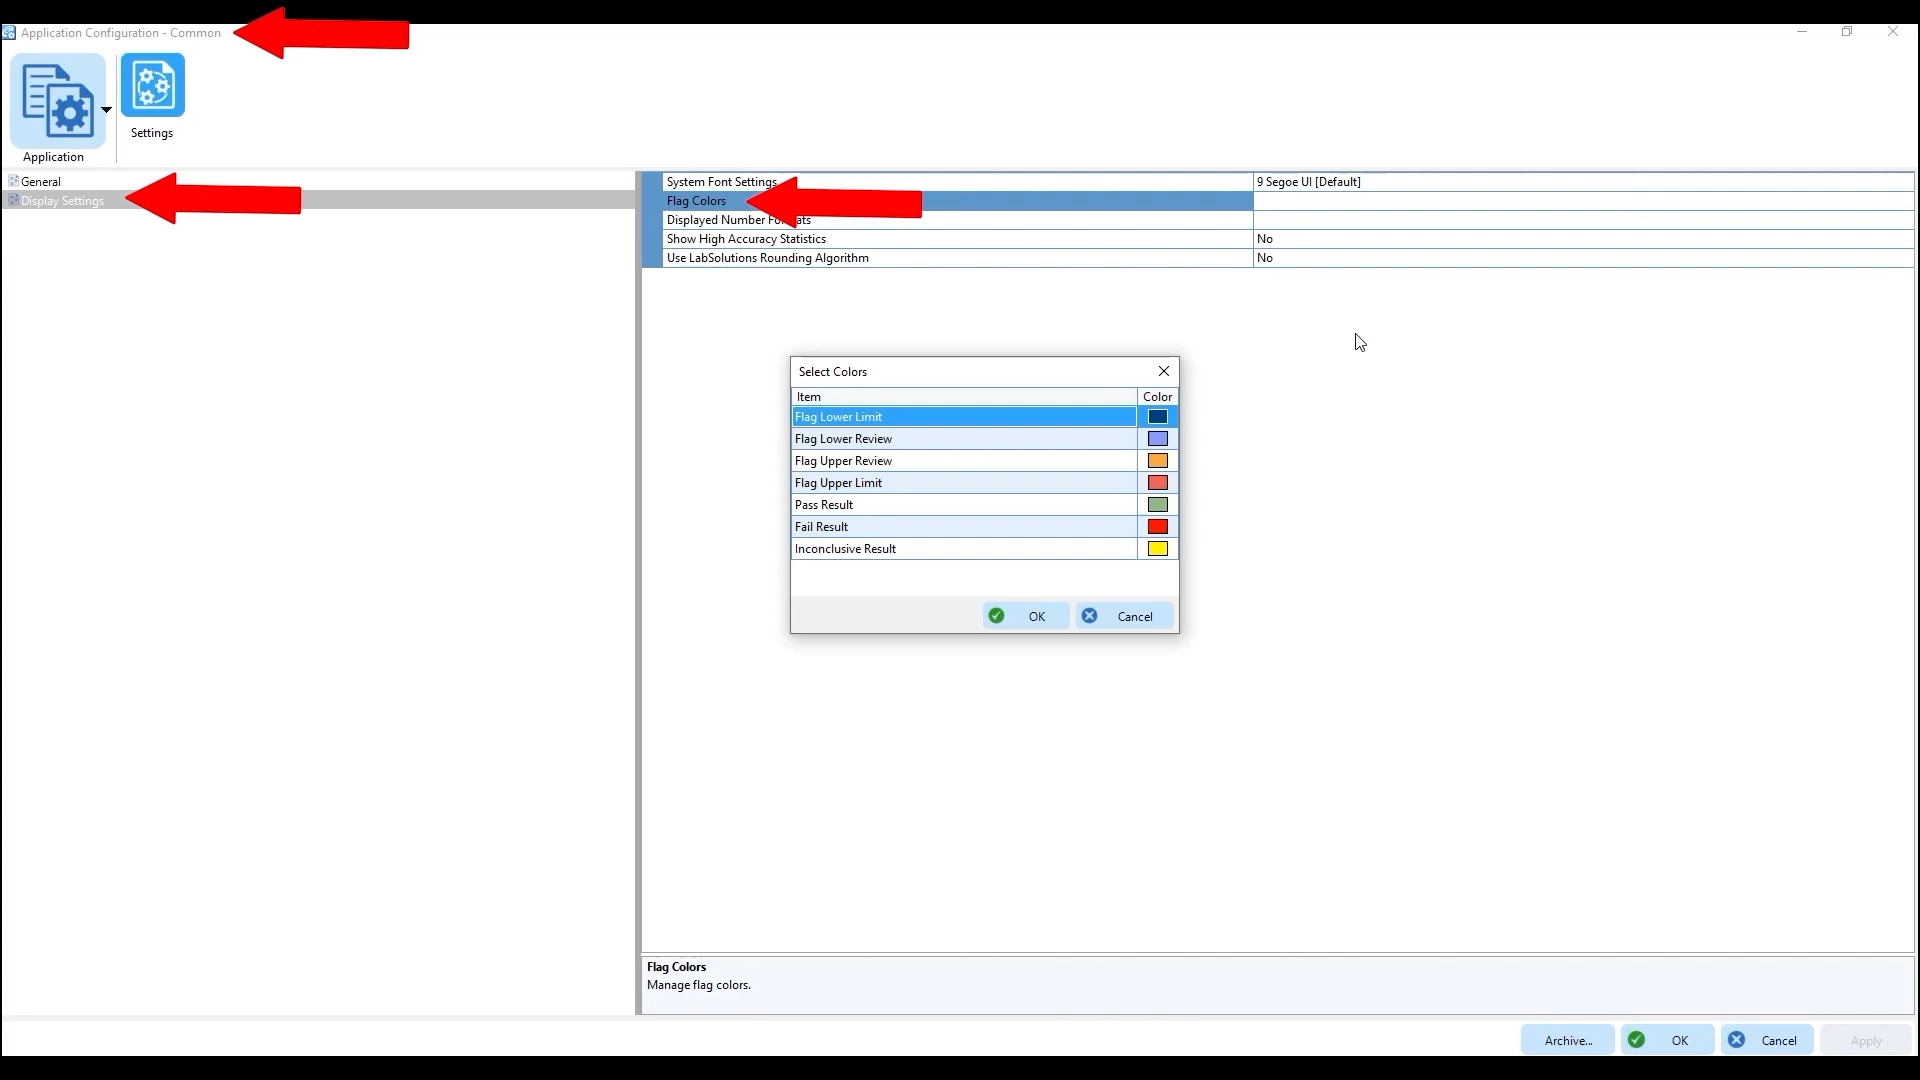 Application Configuration - Common
Application
Settings
General
Display Settings
System Font Settings 9 Segoe UI [Default]
Flag Colors
Displayed Number
Show High Accuracy Statistics No
Use LabSolutions Rounding Algorithm No
Select Colors
Item Color
Flag Lower Limit
Flag Lower Review
Flag Upper Review
Flag Upper Limit
Pass Result
Fail Result
Inconclusive Result
OK Cancel
Flag Colors
Manage flag colors.
Archive... OK Cancel Apply